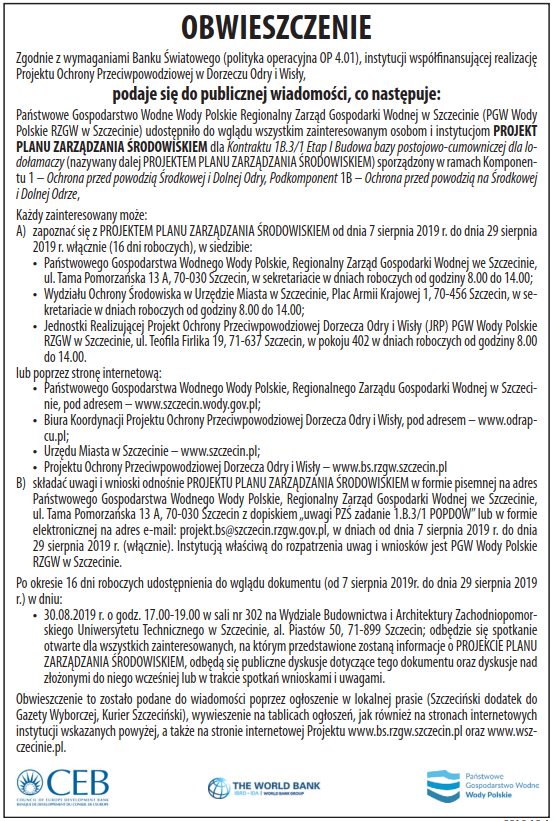 OBWIESZCZENIE
Zgodnie z wymaganiami Banku Światowego (polityka operacyjna OP 4.01), instytucji współfinansującej realizację
Projektu Ochrony Przeciwpowodziowej w Dorzeczu Odry i Wisły,
podaje się do publicznej wiadomości, co następuje:
Państwowe Gospodarstwo Wodne Wody Polskie Regionalny Zarząd Gospodarki Wodnej w Szczecinie (PGW Wody
Polskie RZGW w Szczecinie) udostępniło do wglądu wszystkim zainteresowanym osobom i instytucjom PROJEKT
PLANU ZARZĄDZANIA ŚRODOWISKIEM dla Kontraktu 1B.3/1 Etap I Budowa bazy postojowo-cumowniczej dla lo-
dołamaczy (nazywany dalej PROJEKTEM PLANU ZARZĄDZANIA ŚRODOWISKIEM) sporządzony w ramach Komponen-
tu 1 – Ochrona przed powodzią Środkowej i Dolnej Odry, Podkomponent 1B – Ochrona przed powodzią na Środkowej
i Dolnej Odrze,
Każdy zainteresowany może:
A) zapoznać się z PROJEKTEM PLANU ZARZĄDZANIA ŚRODOWISKIEM od dnia 7 sierpnia 2019 r. do dnia 29 sierpnia
2019 r. włącznie (16 dni roboczych), w siedzibie:
• Państwowego Gospodarstwa Wodnego Wody Polskie, Regionalny Zarząd Gospodarki Wodnej we Szczecinie,
ul. Tama Pomorzańska 13 A, 70-030 Szczecin, w sekretariacie w dniach roboczych od godziny 8.00 do 14.00;
• Wydziału Ochrony Środowiska w Urzędzie Miasta w Szczecinie, Plac Armii Krajowej 1, 70-456 Szczecin, w se-
kretariacie w dniach roboczych od godziny 8.00 do 14.00;
• Jednostki Realizującej Projekt Ochrony Przeciwpowodziowej Dorzecza Odry i Wisły (JRP) PGW Wody Polskie
RZGW w Szczecinie, ul. Teofila Firlika 19, 71-637 Szczecin, w pokoju 402 w dniach roboczych od godziny 8.00
do 14.00.
lub poprzez stronę internetową:
• Państwowego Gospodarstwa Wodnego Wody Polskie, Regionalnego Zarządu Gospodarki Wodnej w Szczeci-
nie, pod adresem – www.szczecin.wody.gov.pl;
• Biura Koordynacji Projektu Ochrony Przeciwpowodziowej Dorzecza Odry i Wisły, pod adresem – www.odrap-
cu.pl;
• Urzędu Miasta w Szczecinie – www.szczecin.pl;
• Projektu Ochrony Przeciwpowodziowej Dorzecza Odry i Wisły – www.bs.rzgw.szczecin.pl
B) składać uwagi i wnioski odnośnie PROJEKTU PLANU ZARZĄDZANIA ŚRODOWISKIEM w formie pisemnej na adres
Państwowego Gospodarstwa Wodnego Wody Polskie, Regionalny Zarząd Gospodarki Wodnej we Szczecinie,
ul. Tama Pomorzańska 13 A, 70-030 Szczecin z dopiskiem „uwagi PZŚ zadanie 1.B.3/1 POPDOW” lub w formie
elektronicznej na adres e-mail: projekt.bs@szczecin.rzgw.gov.pl, w dniach od dnia 7 sierpnia 2019 r. do dnia
29 sierpnia 2019 r. (włącznie). Instytucją właściwą do rozpatrzenia uwag i wniosków jest PGW Wody Polskie
RZGW w Szczecinie.
Po okresie 16 dni roboczych udostępnienia do wglądu dokumentu (od 7 sierpnia 2019r. do dnia 29 sierpnia 2019
r.) w dniu:
• 30.08.2019 r. o godz. 17.00-19.00 w sali nr 302 na Wydziale Budownictwa i Architektury Zachodniopomor-
skiego Uniwersytetu Technicznego w Szczecinie, al. Piastów 50, 71-899 Szczecin; odbędzie się spotkanie
otwarte dla wszystkich zainteresowanych, na którym przedstawione zostaną informacje o PROJEKCIE PLANU
ZARZĄDZANIA ŚRODOWISKIEM, odbędą się publiczne dyskusje dotyczące tego dokumentu oraz dyskusje nad
złożonymi do niego wcześniej lub w trakcie spotkań wnioskami i uwagami.
Obwieszczenie to zostało podane do wiadomości poprzez ogłoszenie w lokalnej prasie (Szczeciński dodatek do
Gazety Wyborczej, Kurier Szczeciński), wywieszenie na tablicach ogłoszeń, jak również na stronach internetowych
instytucji wskazanych powyżej, a także na stronie internetowej Projektu www.bs.rzgw.szczecin.pl oraz www.wsz-
czecinie.pl.
CEB
COUNCIL OF EUROPE DEVELOPMENT BANK
BANQUE DE DÉVELOPPEMENT DU CONSEIL DE L'EUROPE
THE WORLD BANK
IBRD • IDA | WORLD BANK GROUP
Państwowe
Gospodarstwo Wodne
Wody Polskie